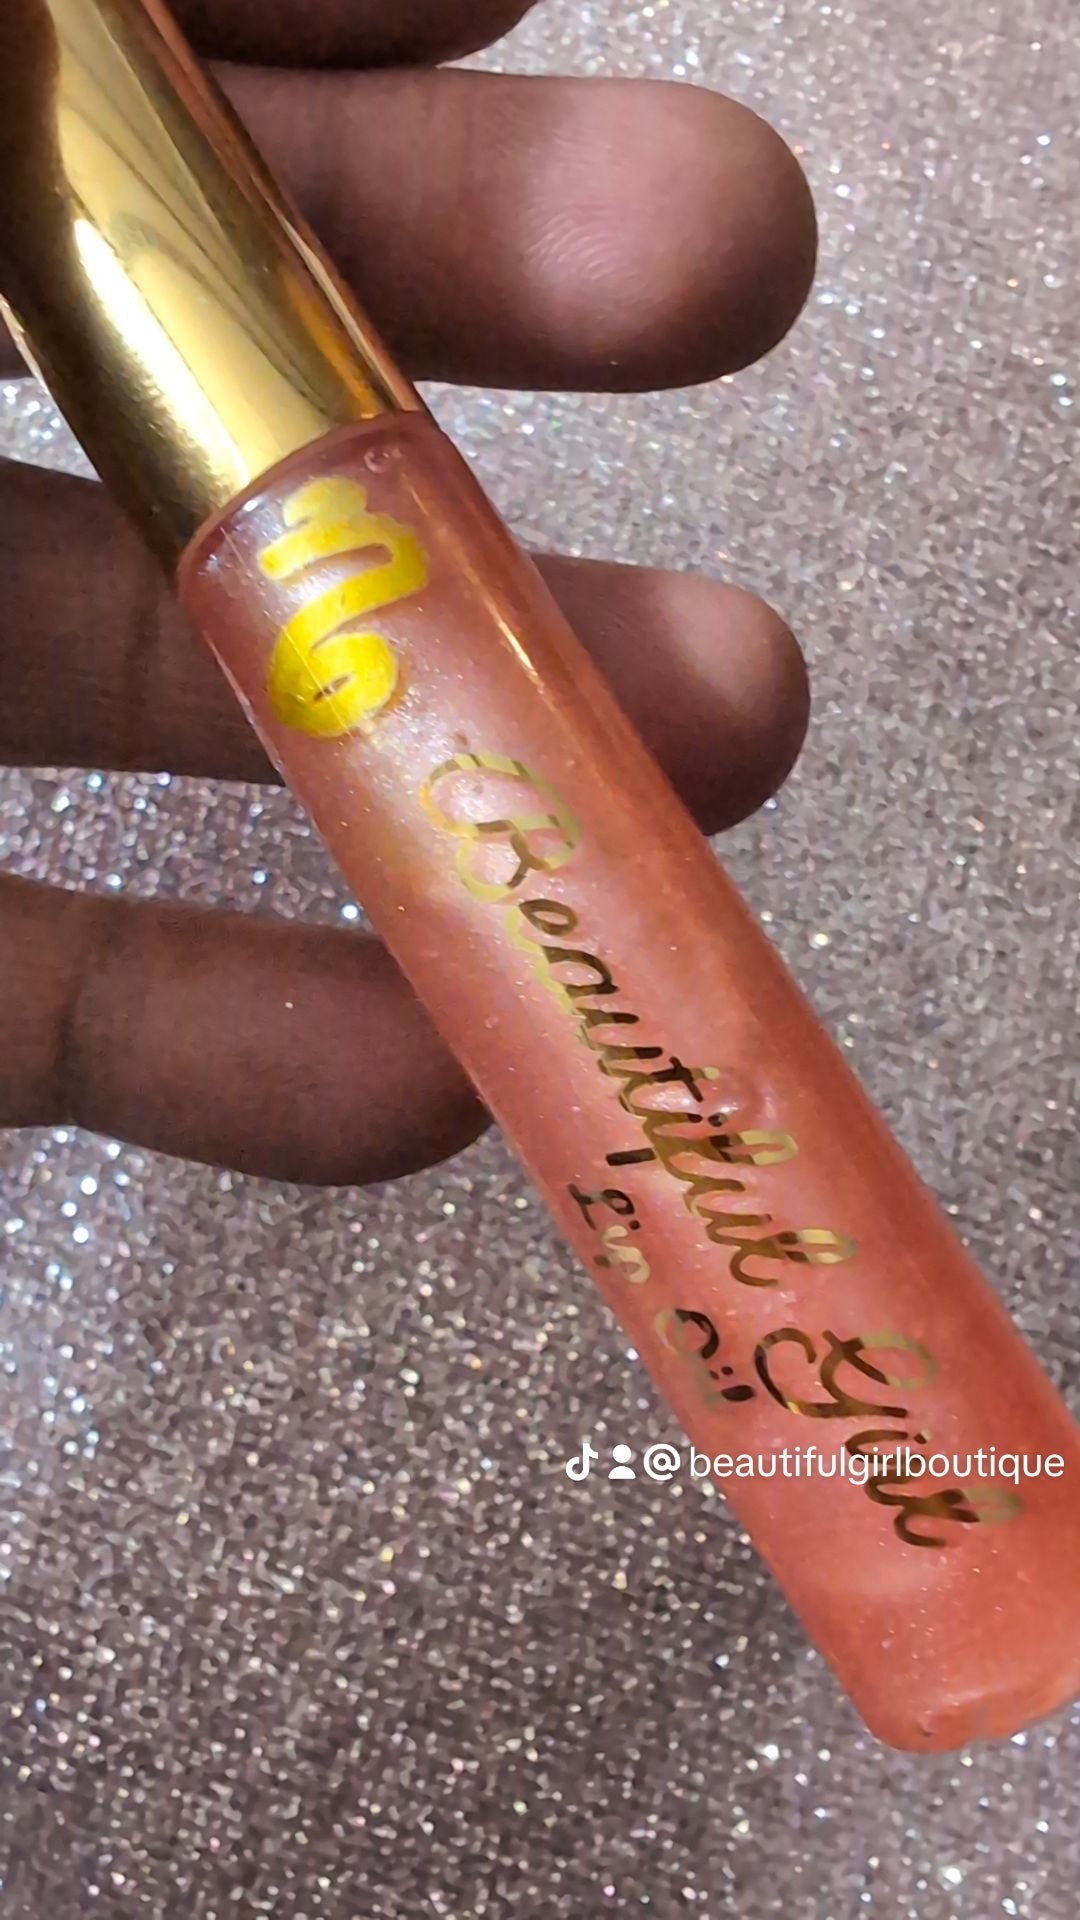 Beautiful Girl
Lip Oil
@beautifulgirlboutique